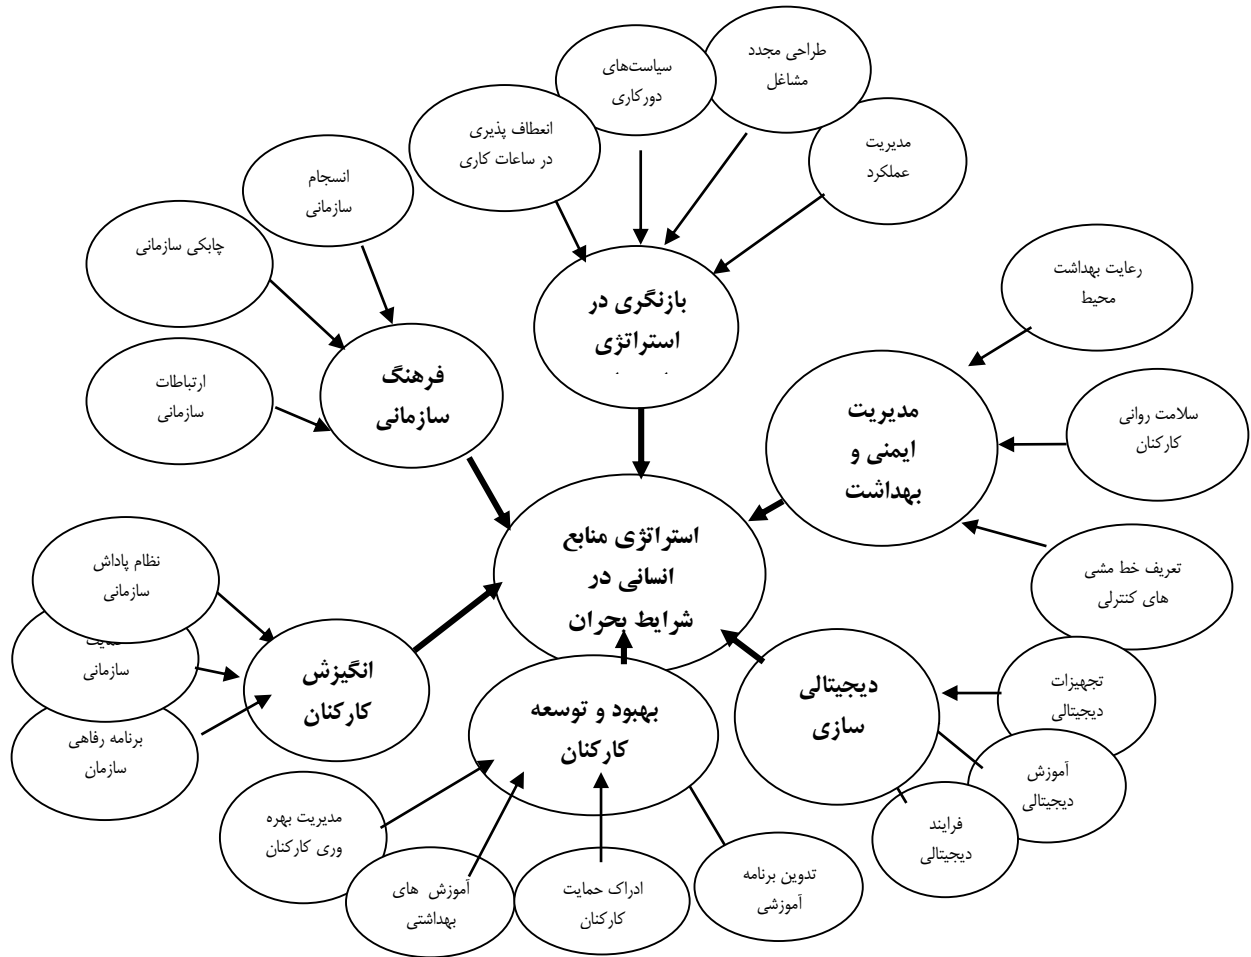 طراحی مجدد
مشاغل
سیاست‌های
دورکاری
انعطاف پذیری
در ساعات کاری
مدیریت
عملکرد
انسجام
سازمانی
چابکی سازمانی
ارتباطات
سازمانی
رعایت بهداشت
محیط
سلامت روانی
کارکنان
تعریف خط مشی
های کنترلی
بازنگری در
استراتژی
فرهنگ
سازمانی
مدیریت
ایمنی و
بهداشت
استراتژی منابع
انسانی در
شرایط بحران
نظام پاداش
سازمانی
سازمانی
برنامه رفاهی
سازمان
انگیزش
کارکنان
بهبود و توسعه
کارکنان
دیجیتالی
سازی
تجهیزات
دیجیتالی
آموزش
دیجیتالی
فرایند
دیجیتالی
مدیریت بهره
وری کارکنان
آموزش های
بهداشتی
ادراک حمایت
کارکنان
تدوین برنامه
آموزشی